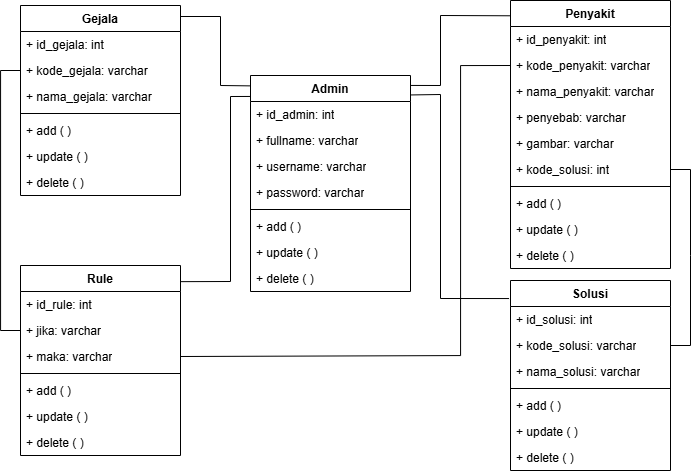 Gejala
+ id_gejala: int
+ kode_gejala: varchar
+ nama_gejala: varchar
+ add ( )
+ update ( )
+ delete ( )
Admin
+ id_admin: int
+ fullname: varchar
+ username: varchar
+ password: varchar
+ add ( )
+ update ( )
+ delete ( )
Penyakit
+ id_penyakit: int
+ kode_penyakit: varchar
+ nama_penyakit: varchar
+ penyebab: varchar
+ gambar: varchar
+ kode_solusi: int
+ add ( )
+ update ( )
+ delete ( )
Rule
+ id_rule: int
+ jika: varchar
+ maka: varchar
+ add ( )
+ update ( )
+ delete ( )
Solusi
+ id_solusi: int
+ kode_solusi: varchar
+ nama_solusi: varchar
+ add ( )
+ update ( )
+ delete ( )